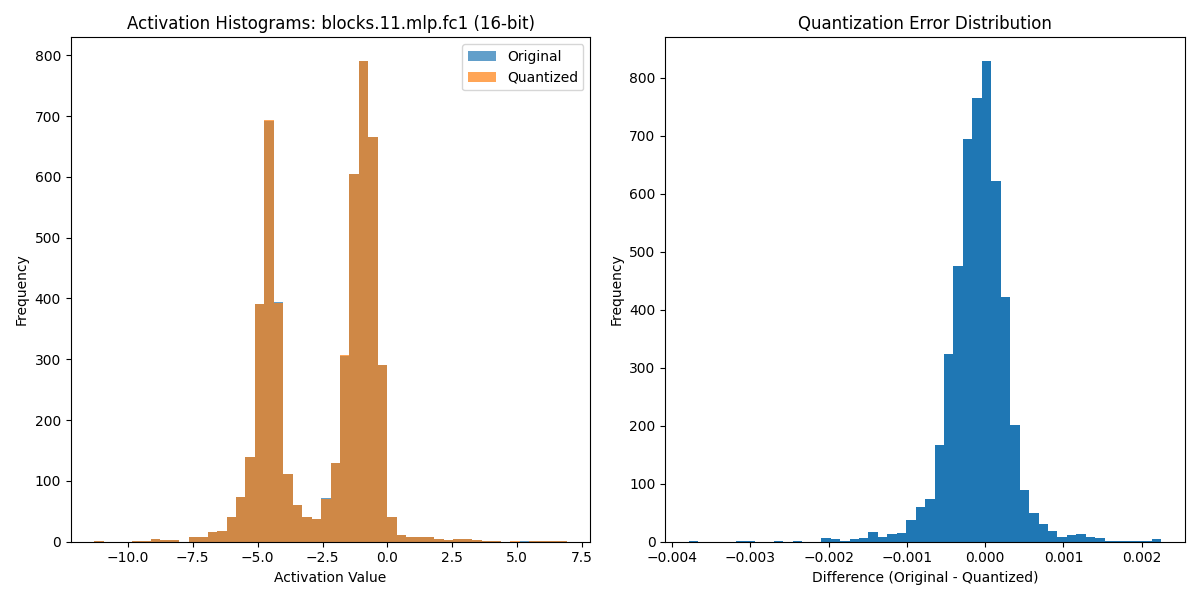 Activation Histograms: blocks.11.mlp.fc1 (16-bit)
Frequency
800
700
600
500
400
300
200
100
0
Original
Quantized
−10.0 −7.5 −5.0 −2.5 0.0 2.5 5.0 7.5
Activation Value
Quantization Error Distribution
Frequency
800
700
600
500
400
300
200
100
0
−0.004 −0.003 −0.002 −0.001 0.000 0.001 0.002
Difference (Original - Quantized)